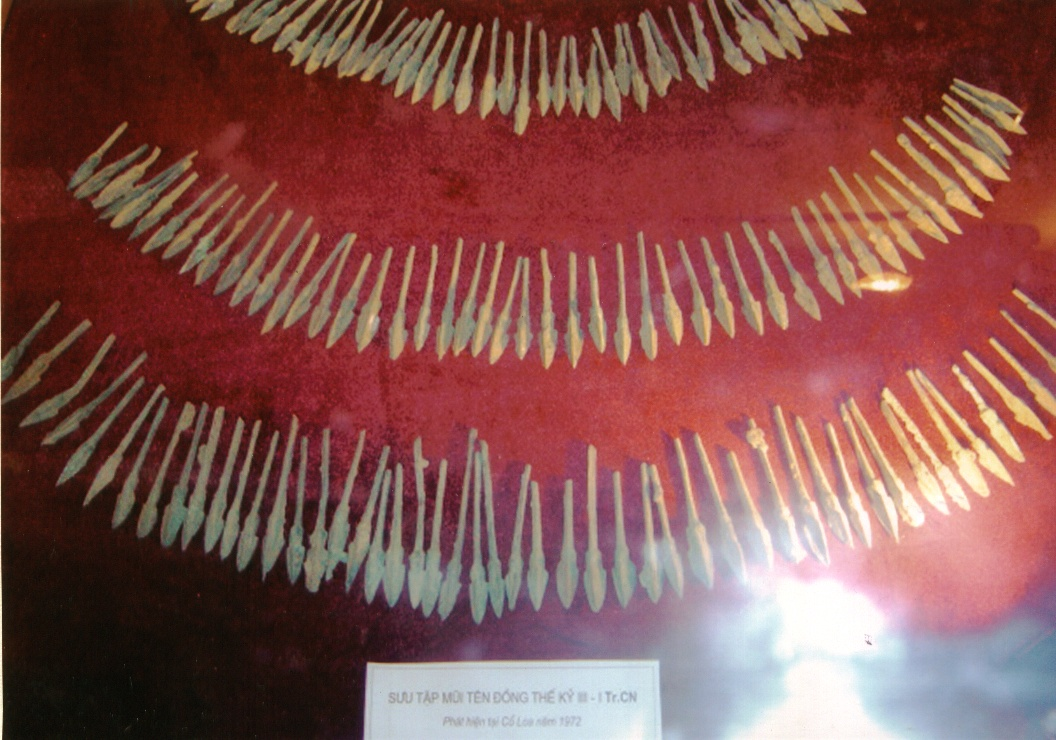 SƯU TẬP MŨI TÊN ĐỒNG THẾ KỶ III - I Tr.CN
Phát hiện tại Cổ Loa năm 1972